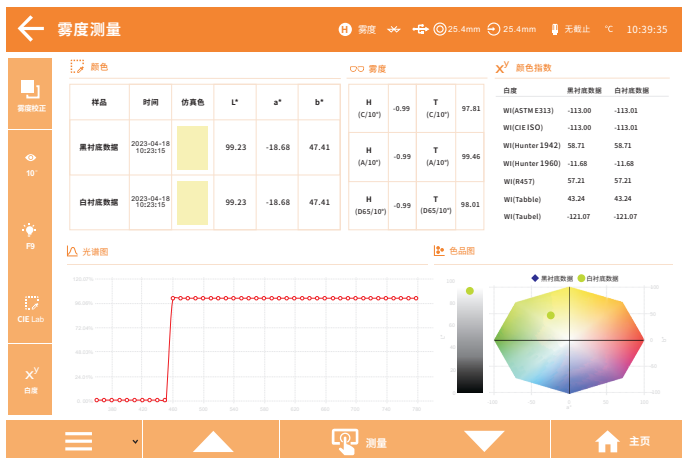 雾度测量
H 雾度 25.4mm 25.4mm 无截止 ℃ 10:39:35
雾度校正
10°
F9
CIE Lab
xy
白度
颜色
样品 时间 仿真色 L* a* b*
黑衬底数据 2023-04-18 10:23:15 99.23 -18.68 47.41
白衬底数据 2023-04-18 10:23:15 99.23 -18.68 47.41
雾度
H (C/10°) -0.99 T (C/10°) 97.81
H (A/10°) -0.99 T (A/10°) 99.46
H (D65/10°) -0.99 T (D65/10°) 98.01
xy 颜色指数
白度 黑衬底数据 白衬底数据
WI(ASTM E313) -113.00 -113.01
WI(CIE ISO) -113.00 -113.01
WI(Hunter 1942) 58.71 58.71
WI(Hunter 1960) -11.68 -11.68
WI(R457) 57.21 57.21
WI(Tabble) 43.24 43.24
WI(Taubel) -121.07 -121.07
光谱图
色品图
黑衬底数据 白衬底数据
测量
主页